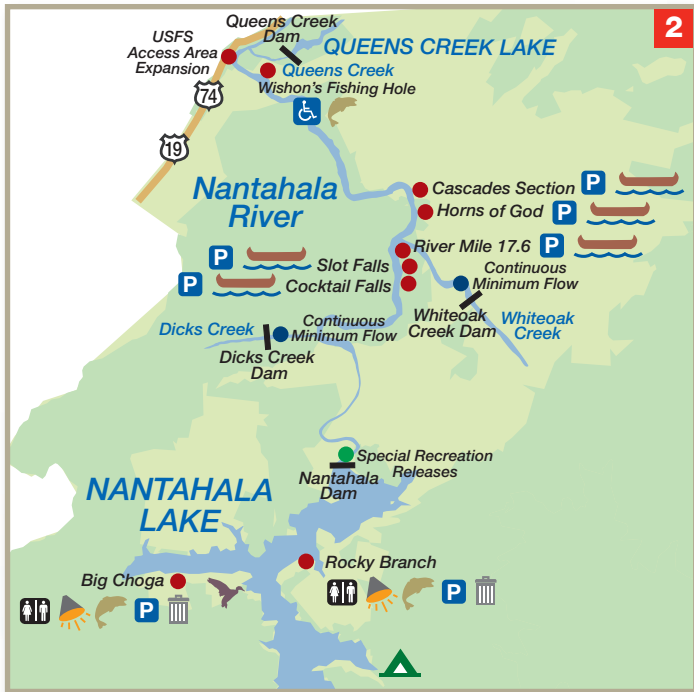 2
Queens Creek
Dam
USFS
Access Area
Expansion
QUEENS CREEK LAKE
Queens Creek
Wishon's Fishing Hole
74
19
Nantahala
River
Cascades Section P
Horns of God P
River Mile 17.6 P
P Slot Falls
P Cocktail Falls
Continuous
Minimum Flow
Whiteoak
Creek Dam
Whiteoak
Creek
Dicks Creek
Continuous
Minimum Flow
Dicks Creek
Dam
Special Recreation
Releases
Nantahala
Dam
NANTAHALA
LAKE
Rocky Branch
P
Big Choga
P